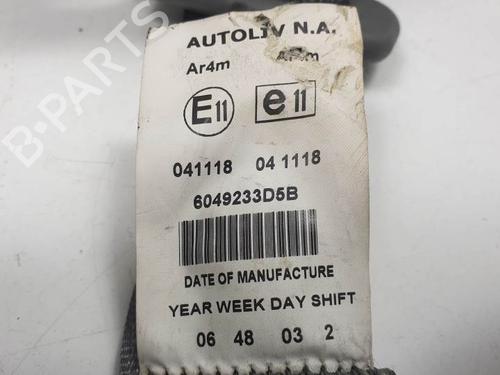 AUTOLIV N.A.
Ar4m Ar4m
E11 e11
041118 04 1118
6049233D5B
DATE OF MANUFACTURE
YEAR WEEK DAY SHIFT
06 48 03 2
B-PARTS